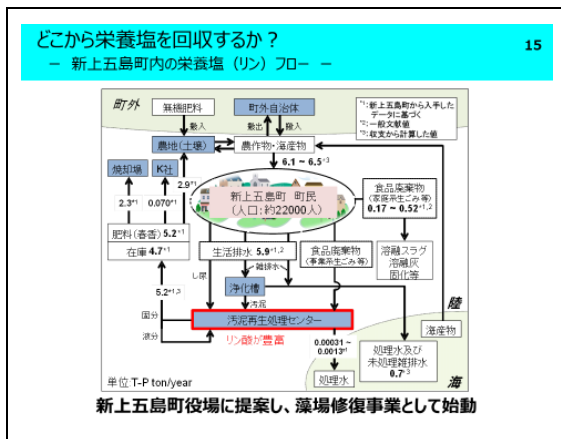 どこから栄養塩を回収するか？
15
－ 新上五島町内の栄養塩（リン）フロー －
町外
無機肥料
町外自治体
*1：新上五島町から入手した
データに基づく
*2：一般文献値
*3：収支から計算した値
搬入
搬出
搬入
農地（土壌）
農作物・海産物
焼却場
K社
2.9*1
6.1 ~ 6.5*3
2.3*1
0.070*1
新上五島町 町民
（人口：約22000人）
食品廃棄物
（家庭系生ごみ等）
0.17 ~ 0.52*1,2
肥料（春香）5.2*1
在庫 4.7*1
生活排水 5.9*1,2
食品廃棄物
（事業系生ごみ等）
溶融スラグ
溶融灰
固化等
し尿
雑排水
浄化槽
汚泥
5.2*1,3
固分
液分
汚泥再生処理センター
リン酸が豊富
陸
海産物
0.00031 ~
0.0013*1
処理水
処理水及び
未処理雑排水
0.7*3
海
単位 T-P ton/year
新上五島町役場に提案し、藻場修復事業として始動